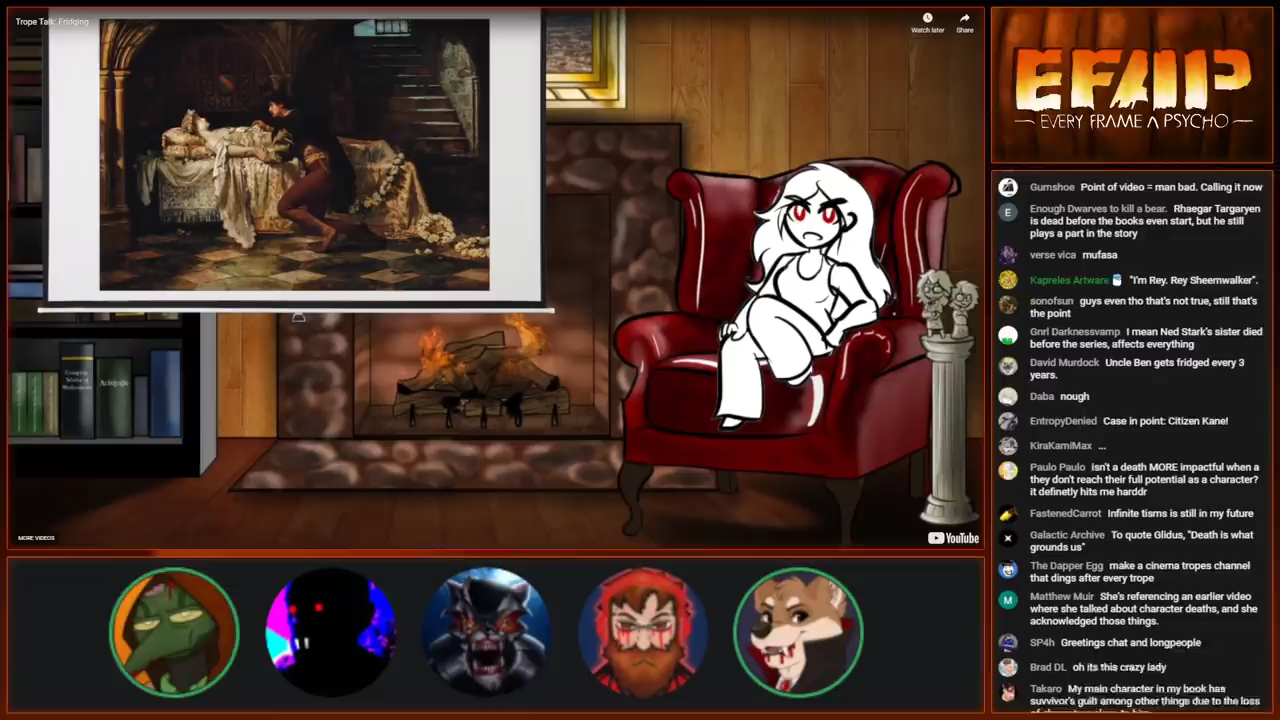 Trope Talk: Fridging
Watch later
Share
EFAP
EVERY FRAME A PSYCHO
Gumshoe Point of video = man bad. Calling it now
Enough Dwarves to kill a bear. Rhaegar Targaryen
is dead before the books even start, but he still
plays a part in the story
verse vica mufasa
Kapreles Artware "I'm Rey. Rey Sheemwalker".
sonofsun guys even tho that's not true, still that's
the point
Gnrl Darknessvamp I mean Ned Stark's sister died
before the series, affects everything
David Murdock Uncle Ben gets fridged every 3
years.
Daba nough
EntropyDenied Case in point: Citizen Kane!
KiraKamiMax ...
Paulo Paulo isn't a death MORE impactful when a
they don't reach their full potential as a character?
it definetly hits me harddr
FastenedCarrot Infinite tisms is still in my future
Galactic Archive To quote Glidus, "Death is what
grounds us"
The Dapper Egg make a cinema tropes channel
that dings after every trope
Matthew Muir She's referencing an earlier video
where she talked about character deaths, and she
acknowledged those things.
SP4h Greetings chat and longpeople
Brad DL oh its this crazy lady
Takaro My main character in my book has
suvvivor's guilt among other things due to the loss
MORE VIDEOS
YouTube
E
M